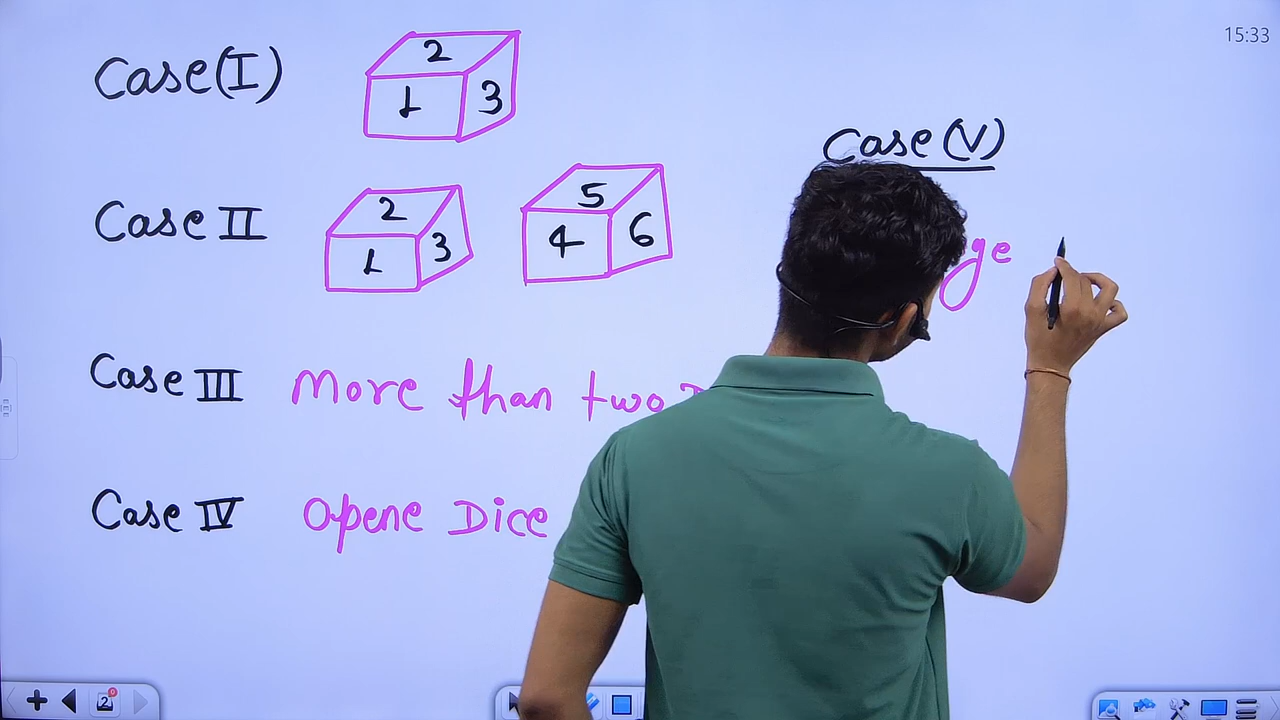 15:33
Case(I)
2
1 3
Case(V)
Case II
2
1 3
5
4 6
ge
Case III More than two
Case IV Opene Dice
2